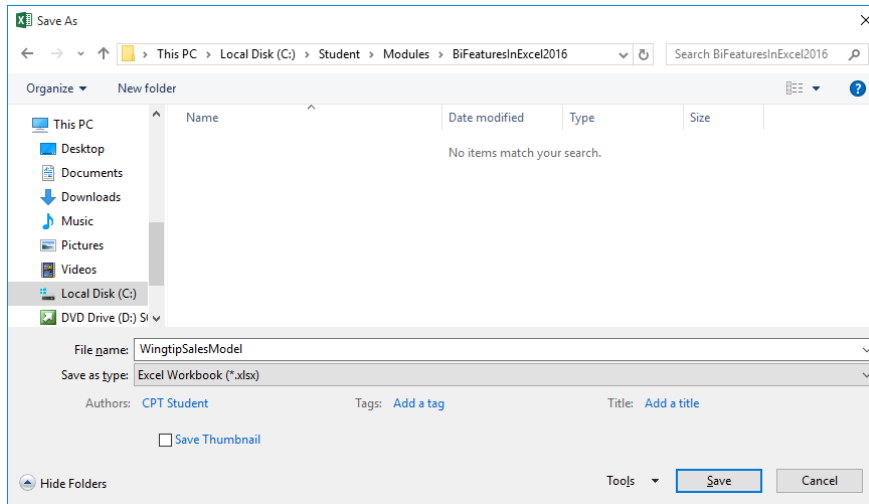 Save As
This PC > Local Disk (C:) > Student > Modules > BiFeaturesInExcel2016
Search BiFeaturesInExcel2016
Organize New folder
This PC
Desktop
Documents
Downloads
Music
Pictures
Videos
Local Disk (C:)
DVD Drive (D:)
Name Date modified Type Size
No items match your search.
File name: WingtipSalesModel
Save as type: Excel Workbook (*.xlsx)
Authors: CPT Student Tags: Add a tag Title: Add a title
Save Thumbnail
Hide Folders Tools Save Cancel